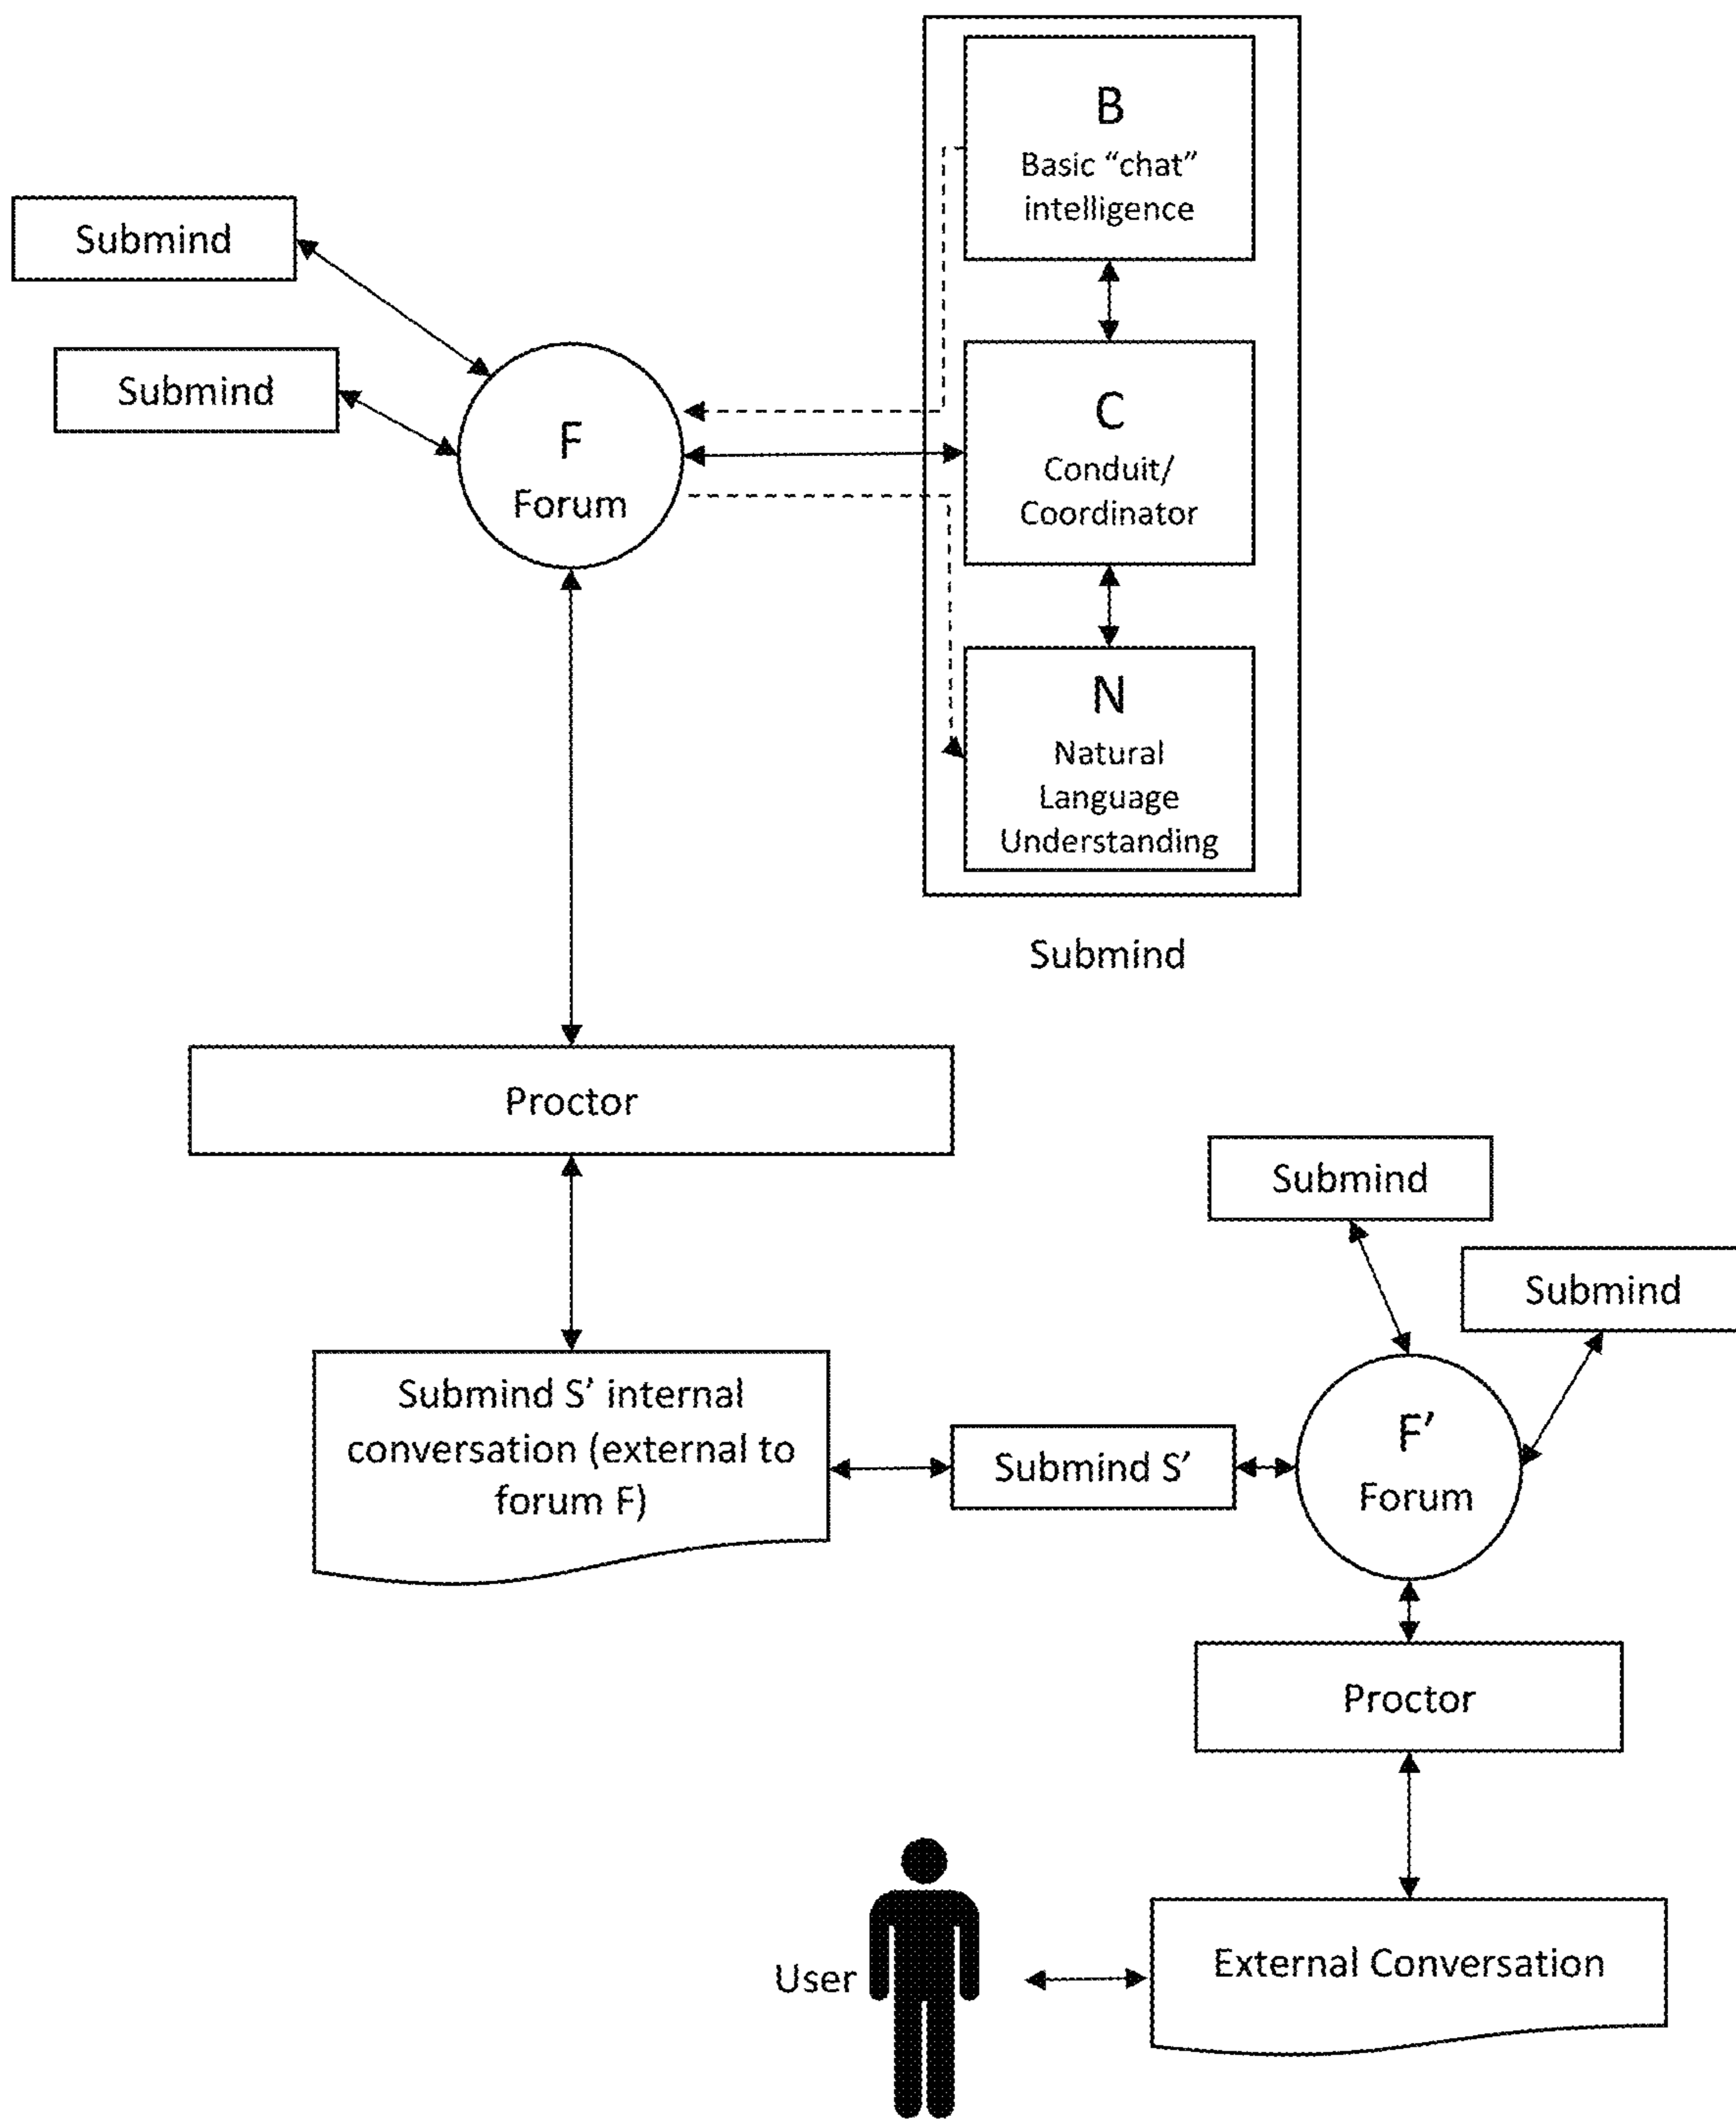 B
Basic “chat”
intelligence
Submind
Submind
F
Forum
C
Conduit/
Coordinator
N
Natural
Language
Understanding
Submind
Proctor
Submind
Submind
Submind S’ internal
conversation (external to
forum F)
Submind S’
F’
Forum
Proctor
User
External Conversation